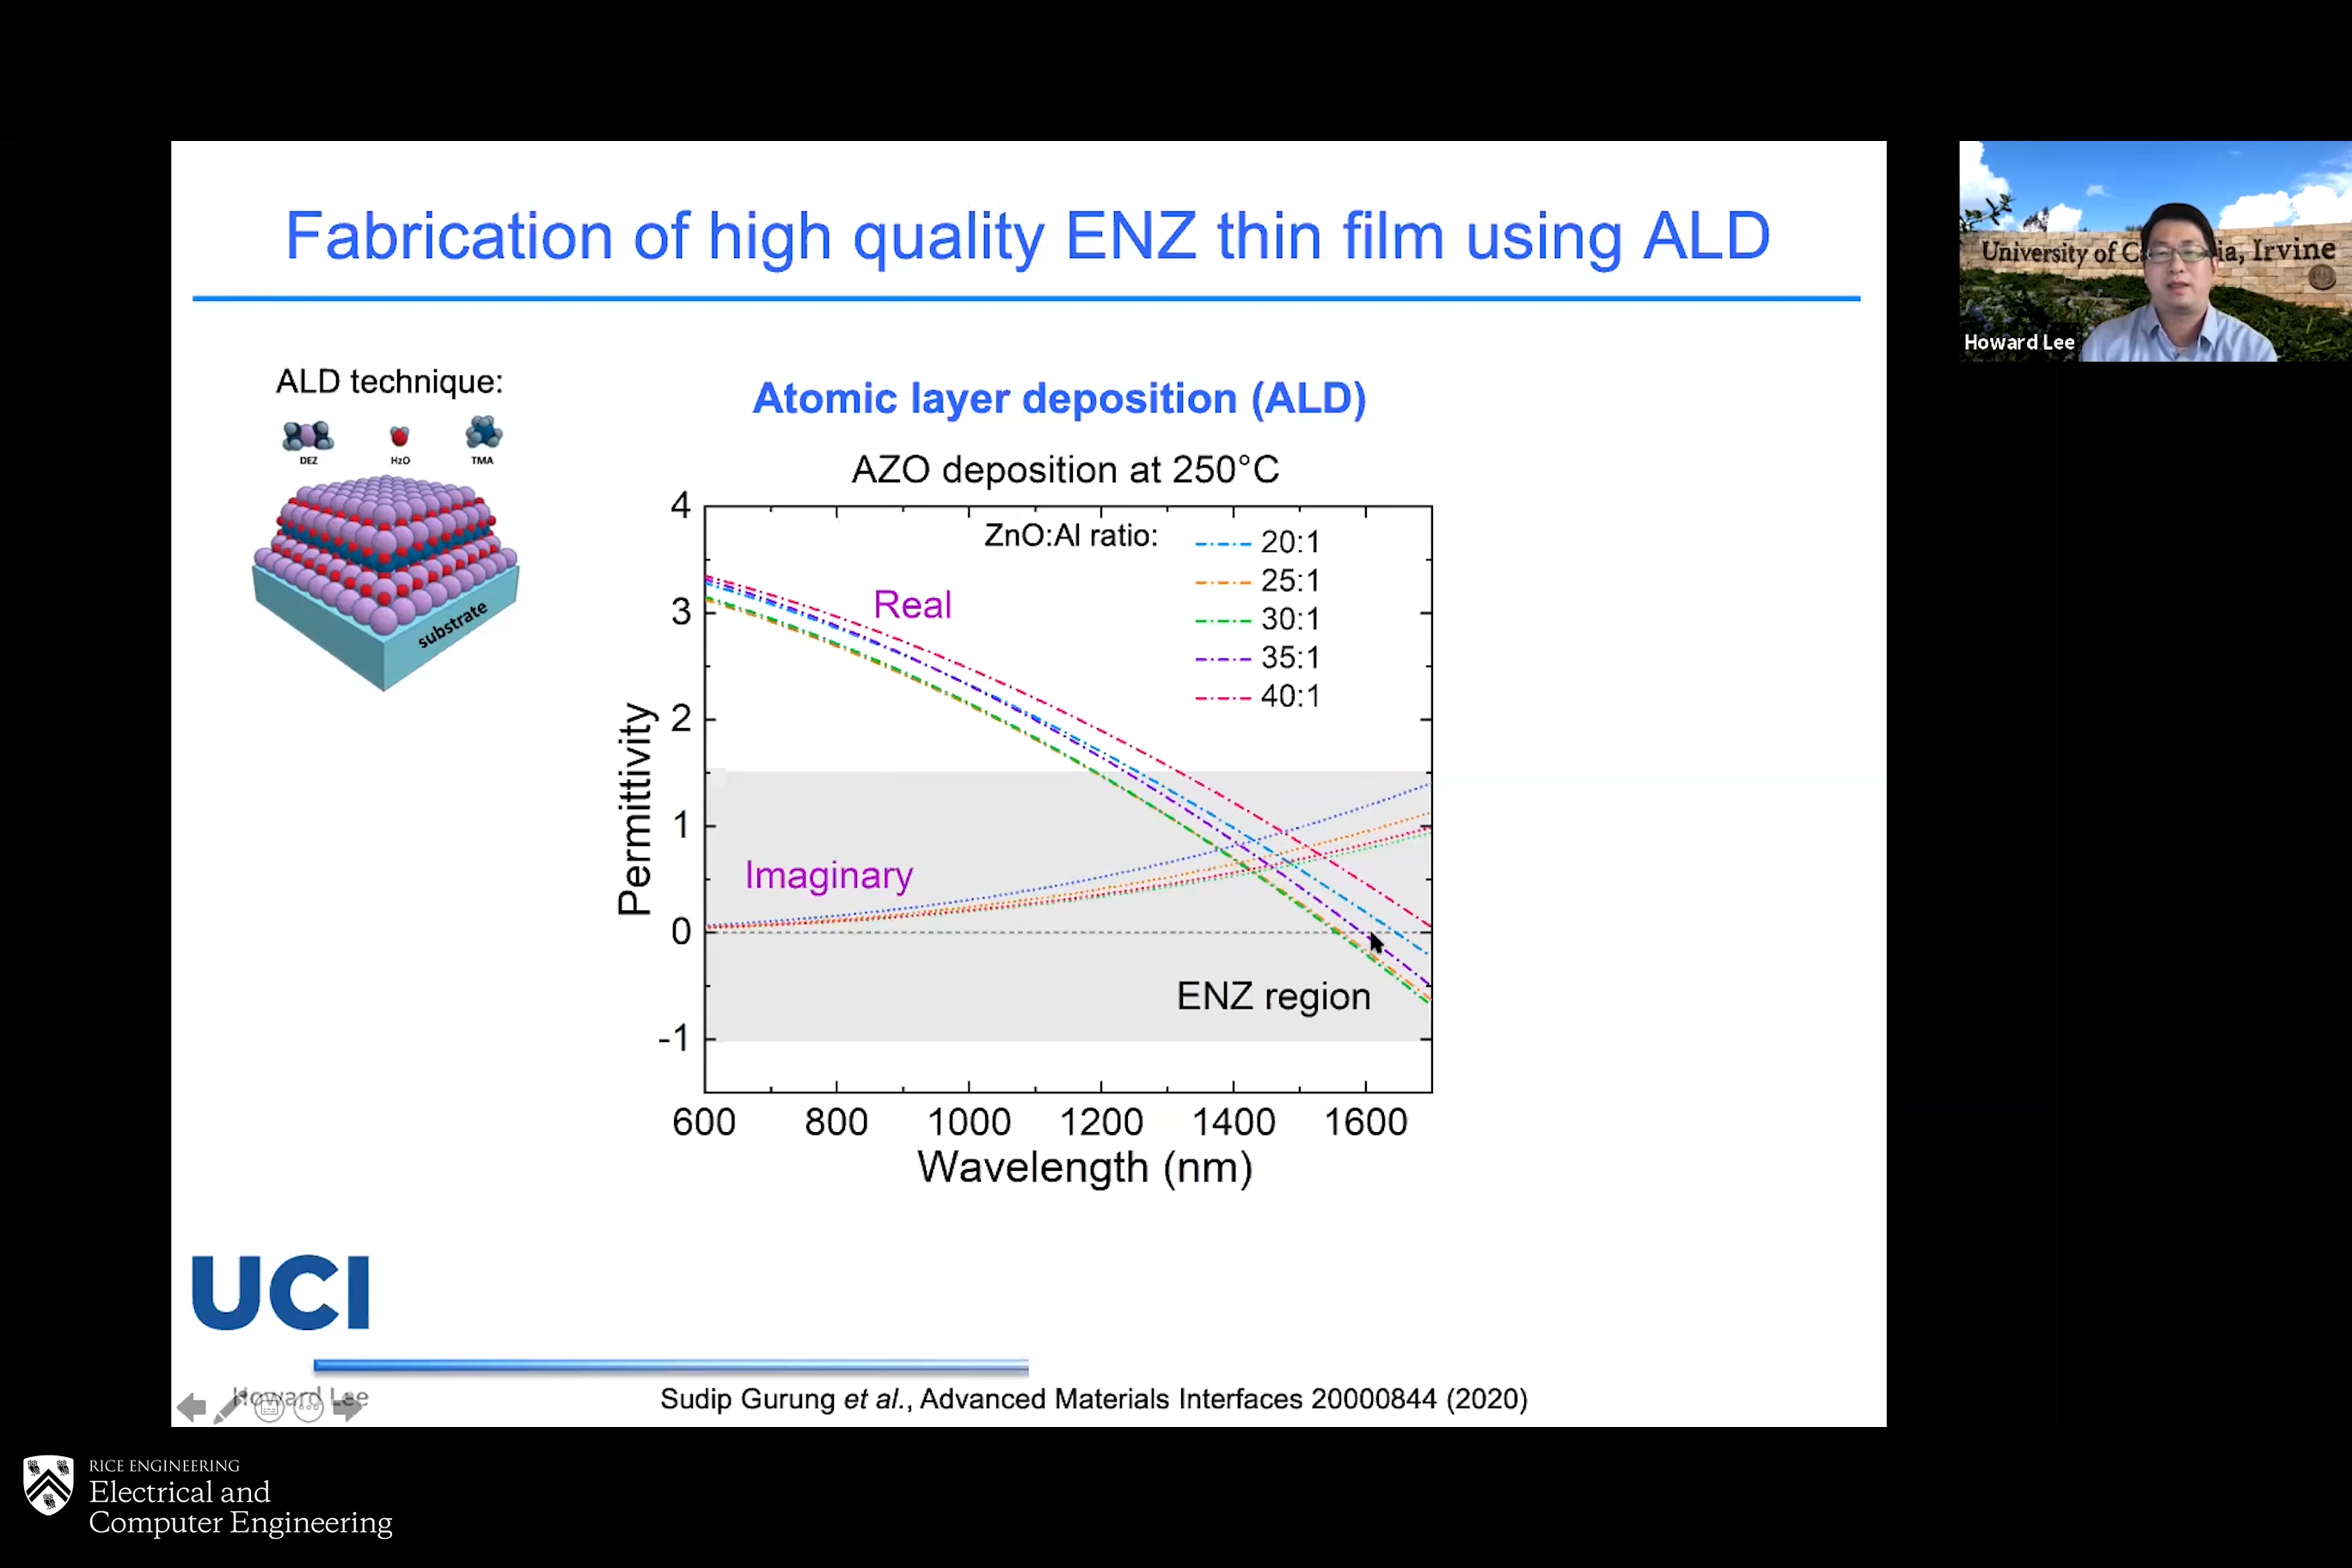 Fabrication of high quality ENZ thin film using ALD
University of C
ia, Irvine
Howard Lee
ALD technique:
DEZ
H2O
TMA
substrate
Atomic layer deposition (ALD)
AZO deposition at 250°C
ZnO:Al ratio:
20:1
25:1
30:1
35:1
40:1
Real
Imaginary
ENZ region
Permittivity
4
3
2
1
0
-1
600 800 1000 1200 1400 1600
Wavelength (nm)
UCI
Howard Lee
Sudip Gurung et al., Advanced Materials Interfaces 20000844 (2020)
RICE ENGINEERING
Electrical and
Computer Engineering